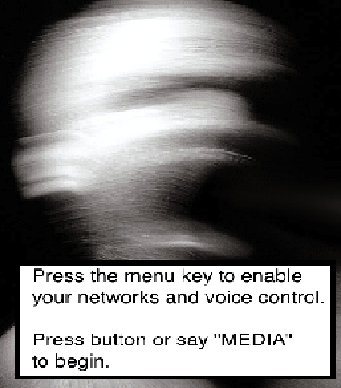 Press the menu key to enable
your networks and voice control.
Press button or say "MEDIA"
to begin.